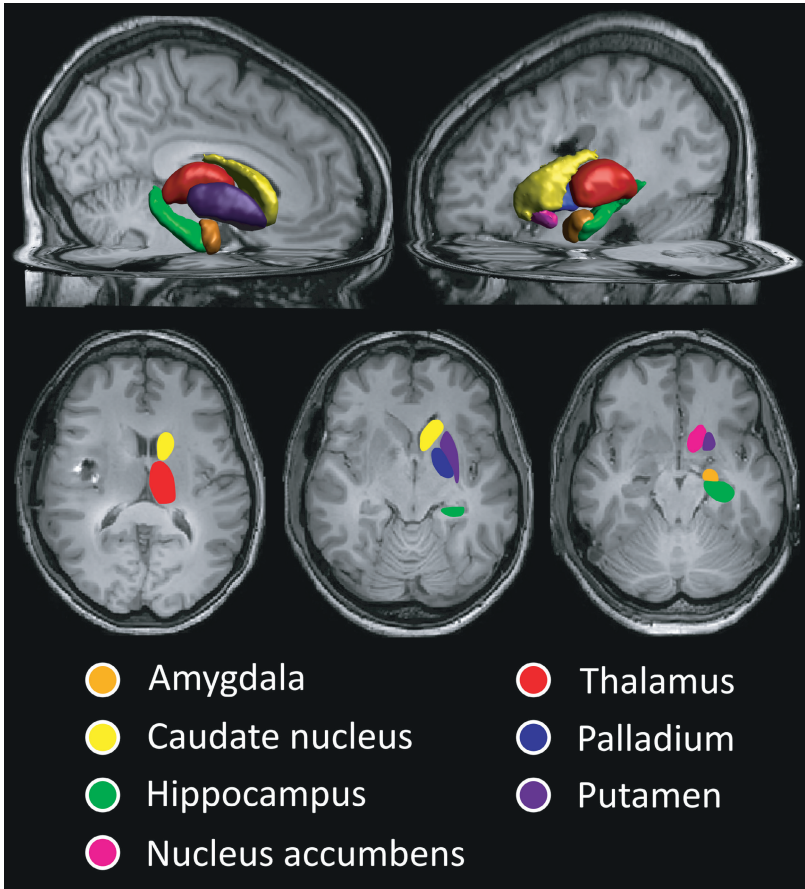 Amygdala
Thalamus
Caudate nucleus
Palladium
Hippocampus
Putamen
Nucleus accumbens